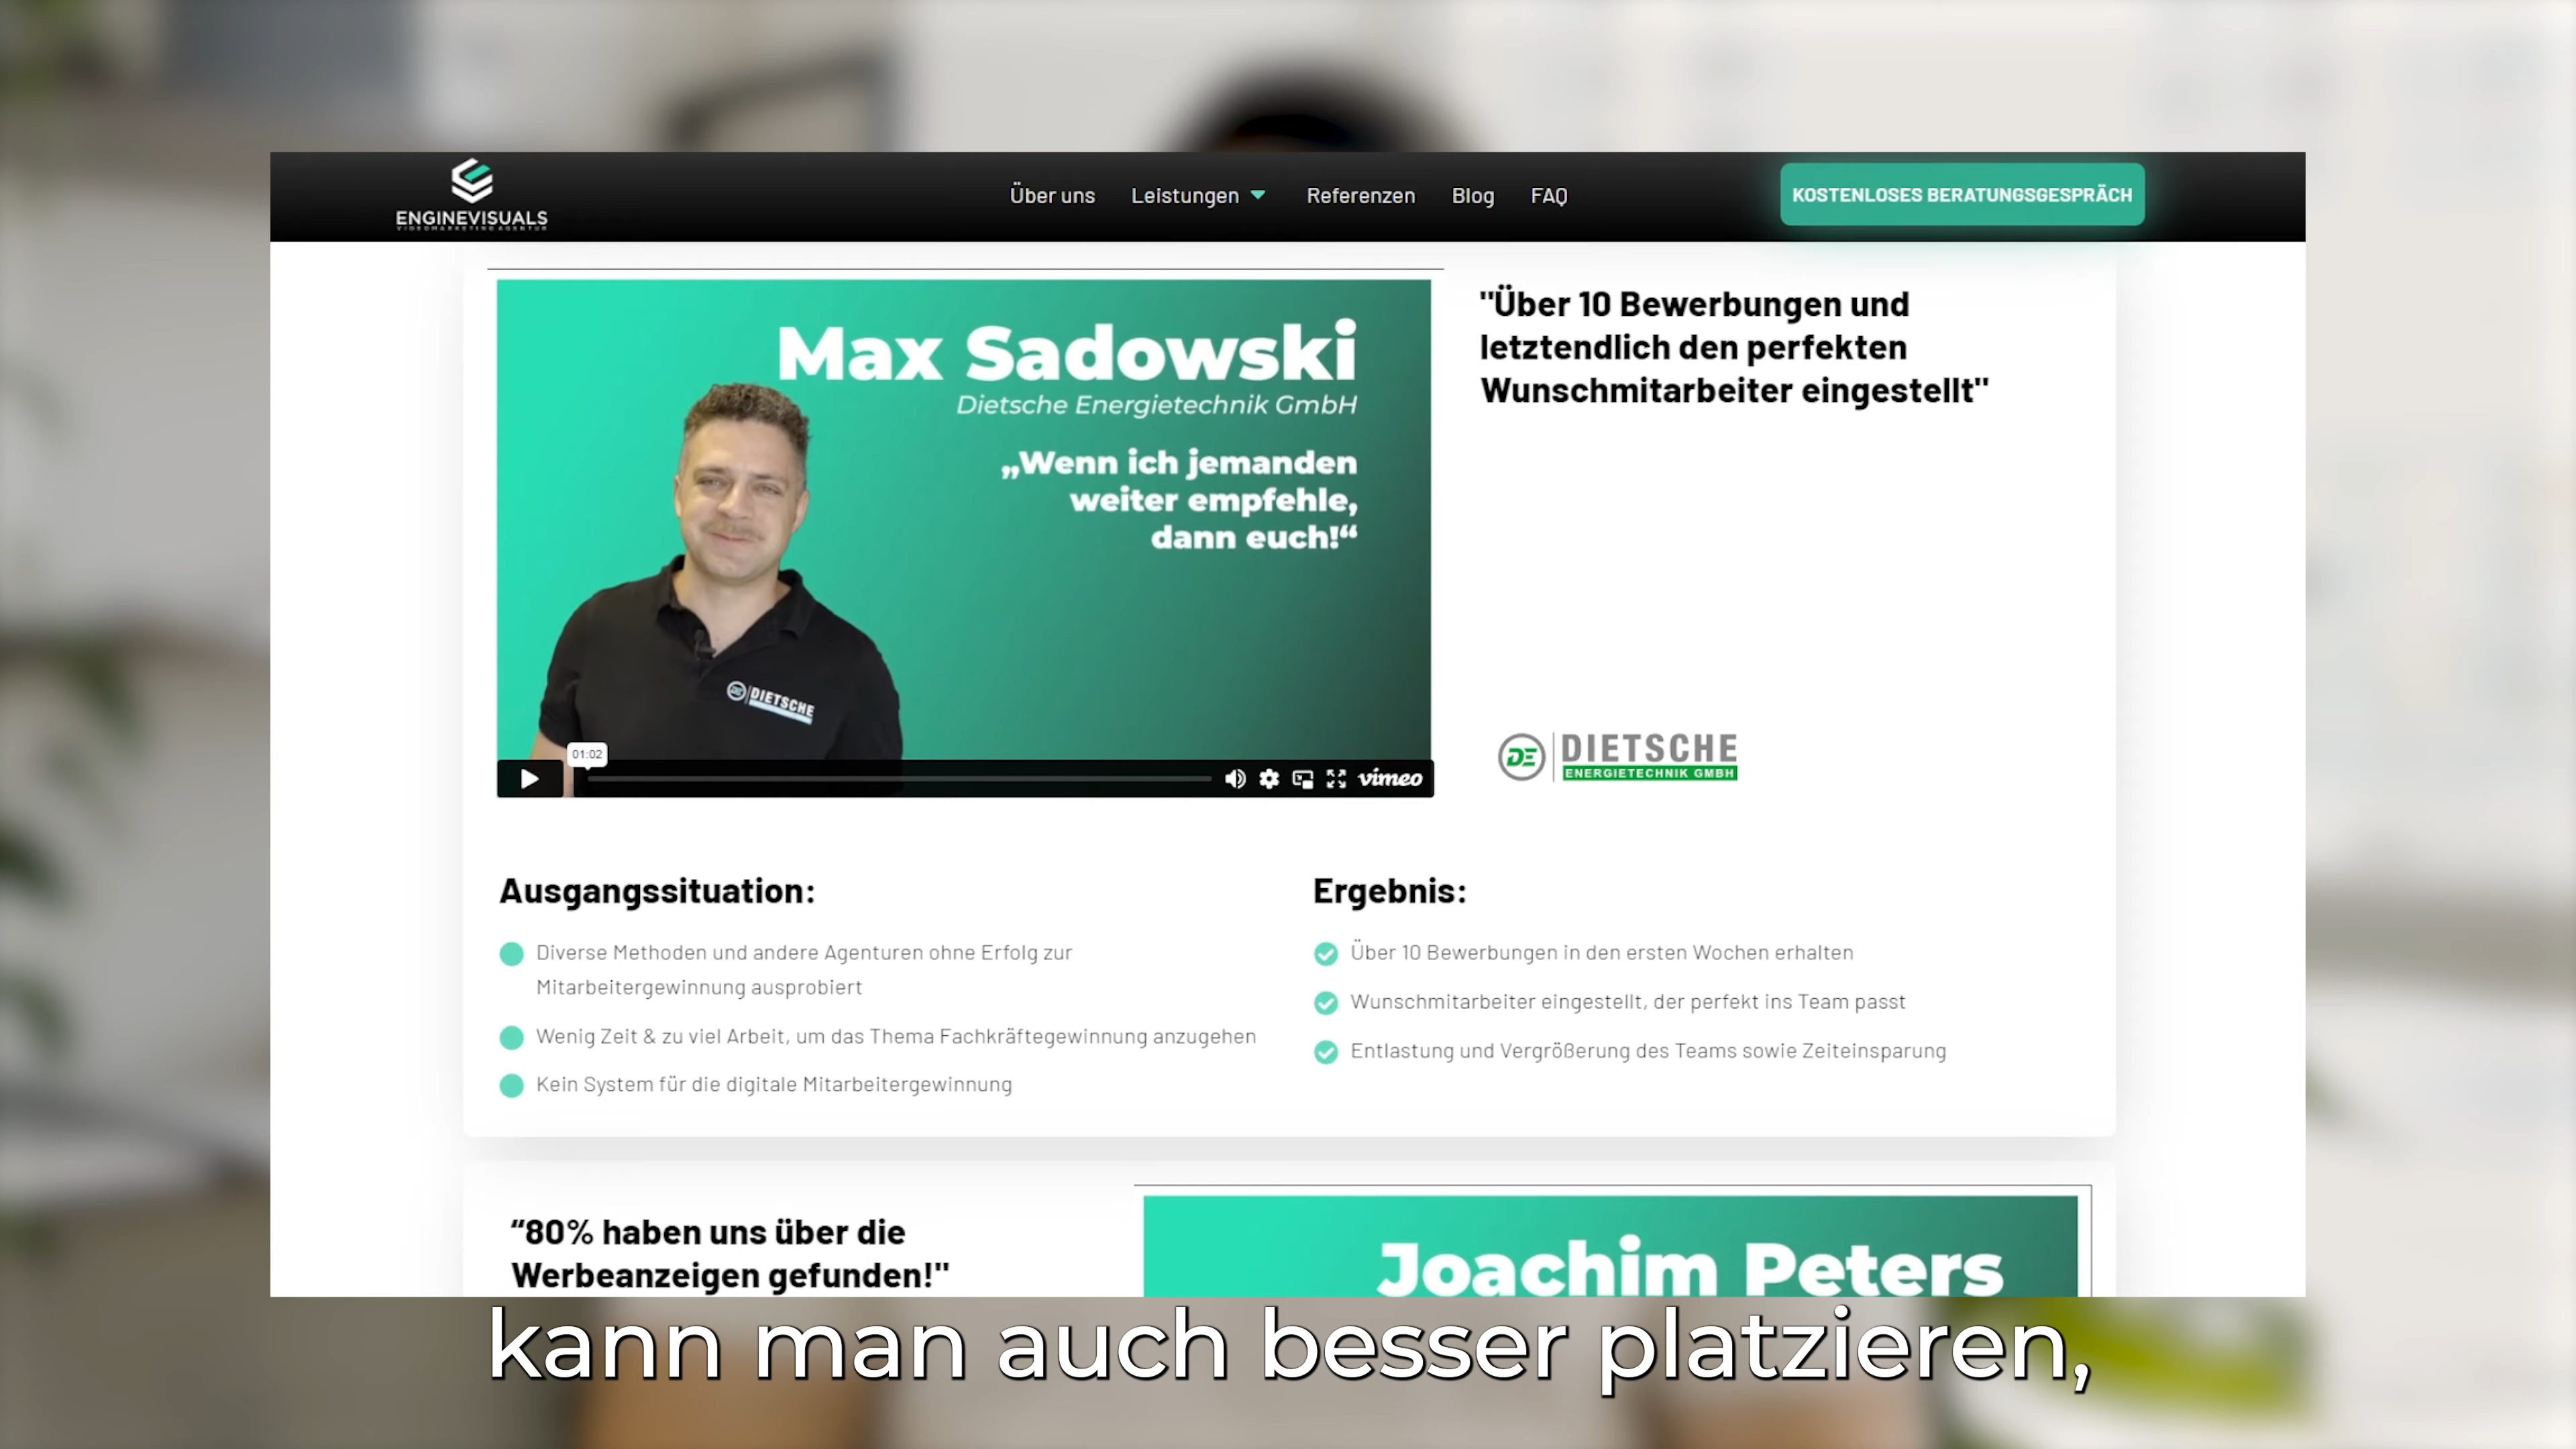 ENGINEVISUALS
VIDEOMARKETING AGENTUR
Über uns
Leistungen
Referenzen
Blog
FAQ
KOSTENLOSES BERATUNGSGESPRÄCH
Max Sadowski
Dietsche Energietechnik GmbH
„Wenn ich jemanden
weiter empfehle,
dann euch!“
DE DIETSCHE
01:02
vimeo
"Über 10 Bewerbungen und
letztendlich den perfekten
Wunschmitarbeiter eingestellt"
DE DIETSCHE
ENERGIETECHNIK GMBH
Ausgangssituation:
Diverse Methoden und andere Agenturen ohne Erfolg zur
Mitarbeitergewinnung ausprobiert
Wenig Zeit & zu viel Arbeit, um das Thema Fachkräftegewinnung anzugehen
Kein System für die digitale Mitarbeitergewinnung
Ergebnis:
Über 10 Bewerbungen in den ersten Wochen erhalten
Wunschmitarbeiter eingestellt, der perfekt ins Team passt
Entlastung und Vergrößerung des Teams sowie Zeiteinsparung
“80% haben uns über die
Werbeanzeigen gefunden!"
Joachim Peters
kann man auch besser platzieren,